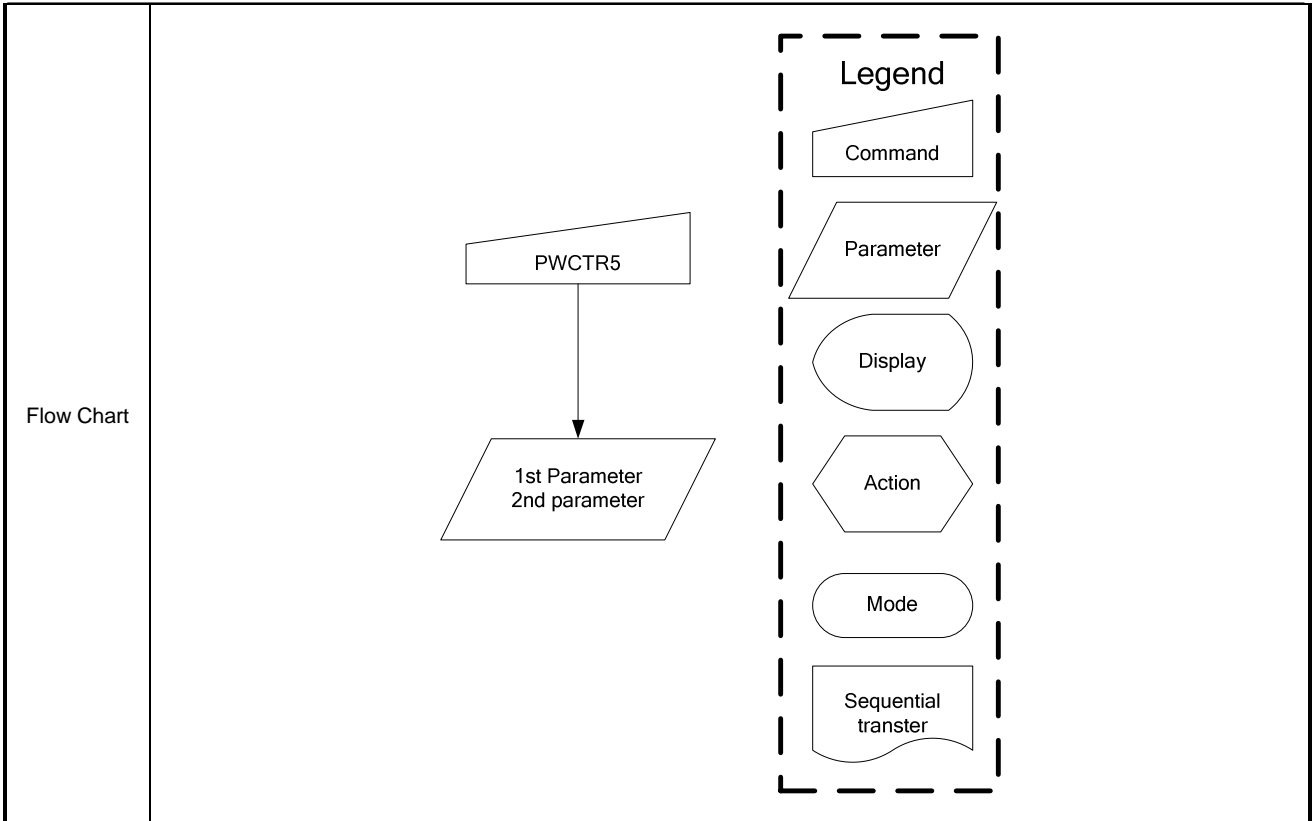 Flow Chart
PWCTR5
1st Parameter
2nd parameter
Legend
Command
Parameter
Display
Action
Mode
Sequential
transter